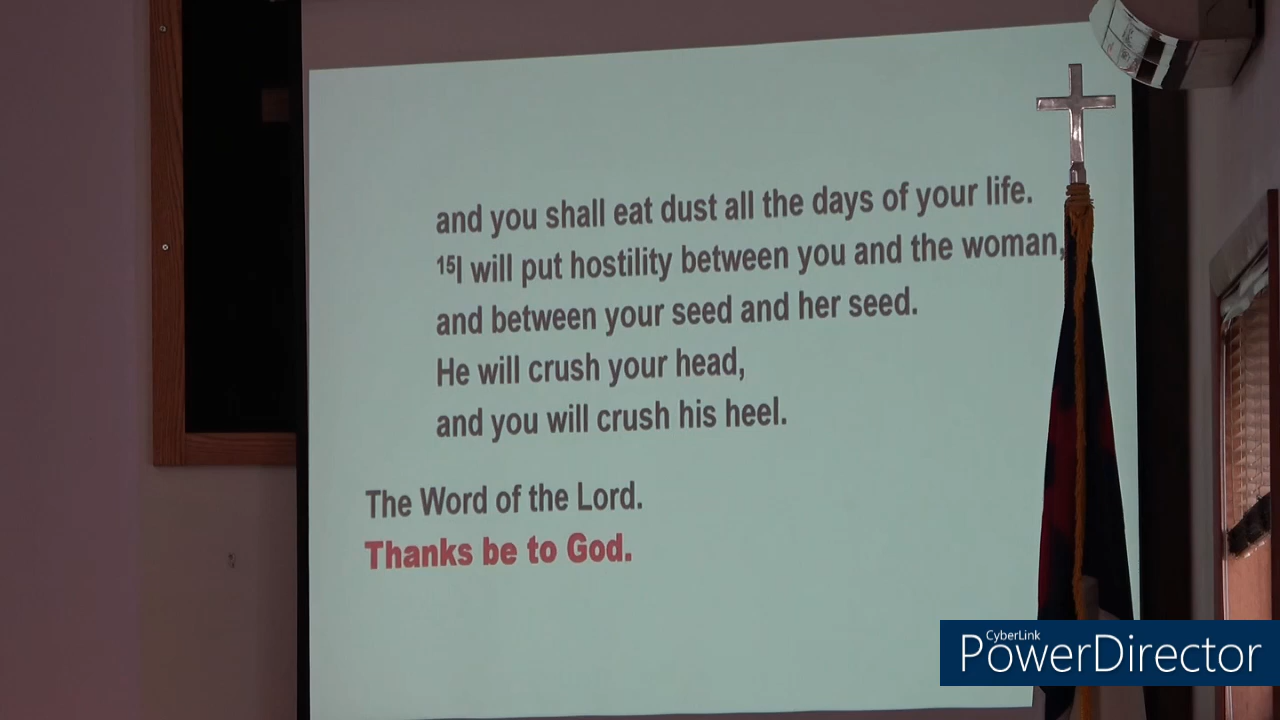 and you shall eat dust all the days of your life.
15I will put hostility between you and the woman,
and between your seed and her seed.
He will crush your head,
and you will crush his heel.
The Word of the Lord.
Thanks be to God.
CyberLink
PowerDirector